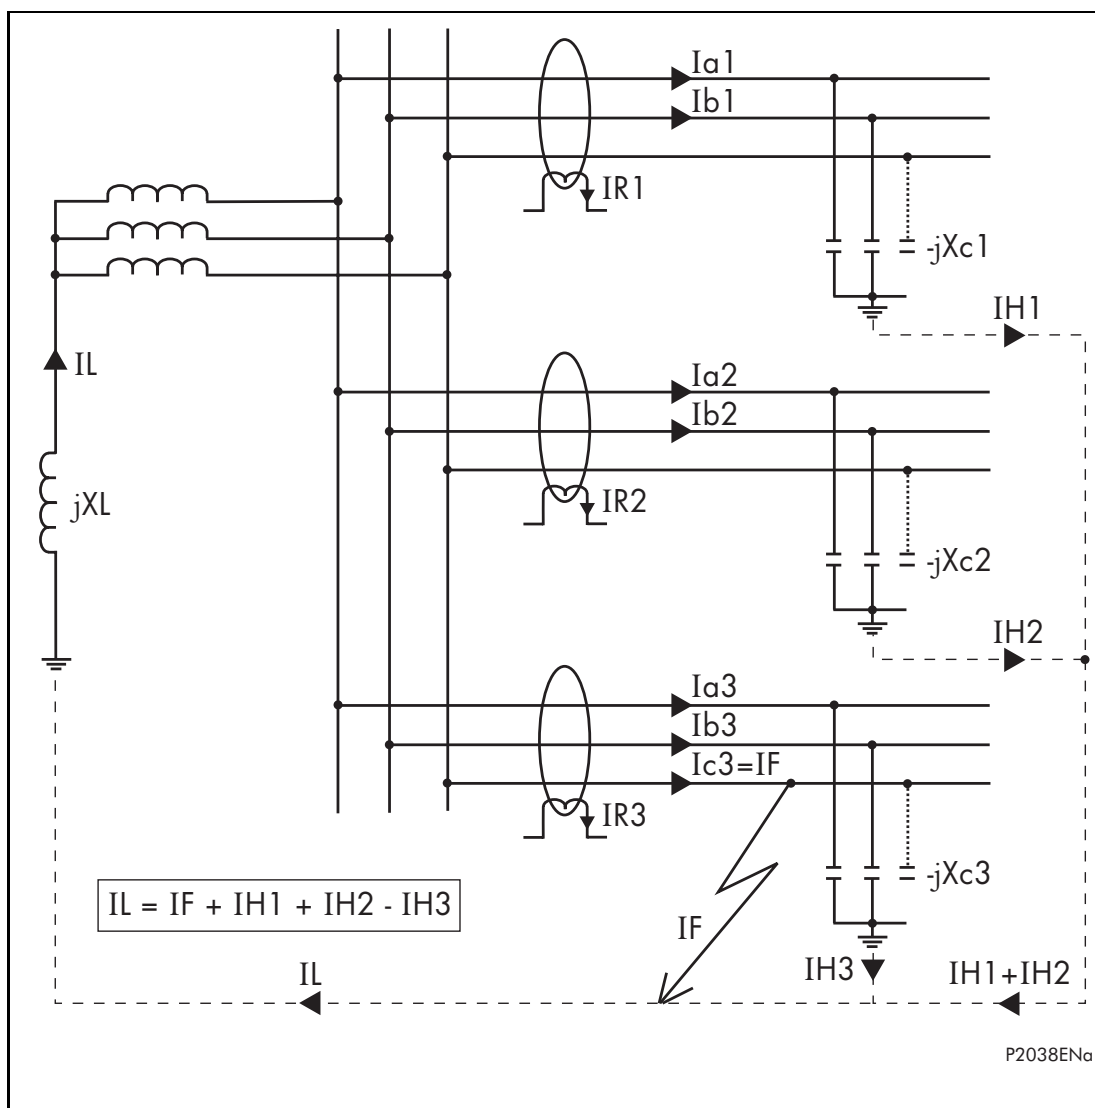 Ia1
Ib1
IR1
-jXc1
IH1
IL
Ia2
Ib2
jXL
IR2
-jXc2
IH2
Ia3
Ib3
Ic3=IF
IR3
-jXc3
IL = IF + IH1 + IH2 - IH3
IF
IL
IH3
IH1+IH2
P2038ENa